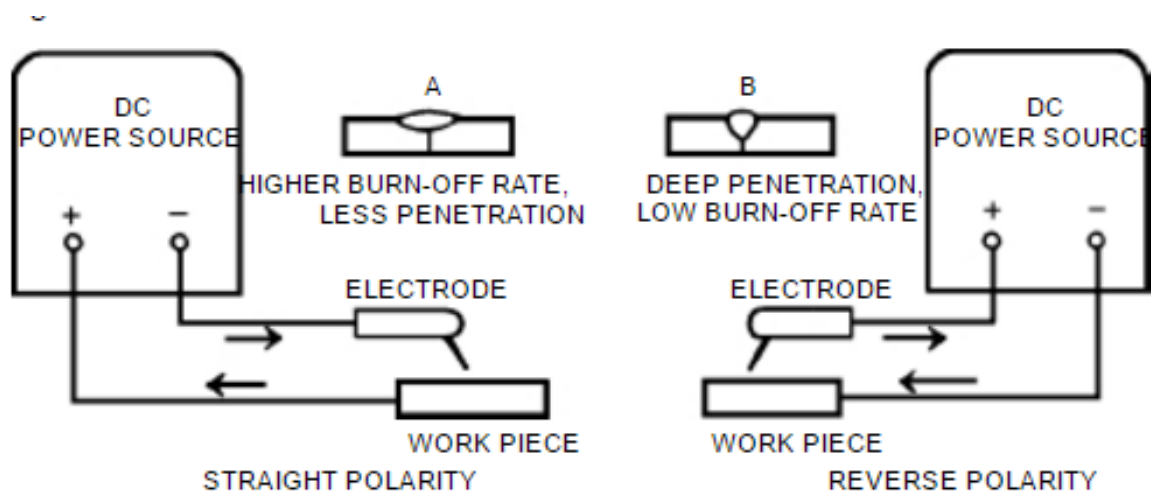 DC
POWER SOURCE
+ −
A
HIGHER BURN-OFF RATE,
LESS PENETRATION
ELECTRODE
WORK PIECE
STRAIGHT POLARITY
B
DEEP PENETRATION,
LOW BURN-OFF RATE
DC
POWER SOURCE
+ −
ELECTRODE
WORK PIECE
REVERSE POLARITY